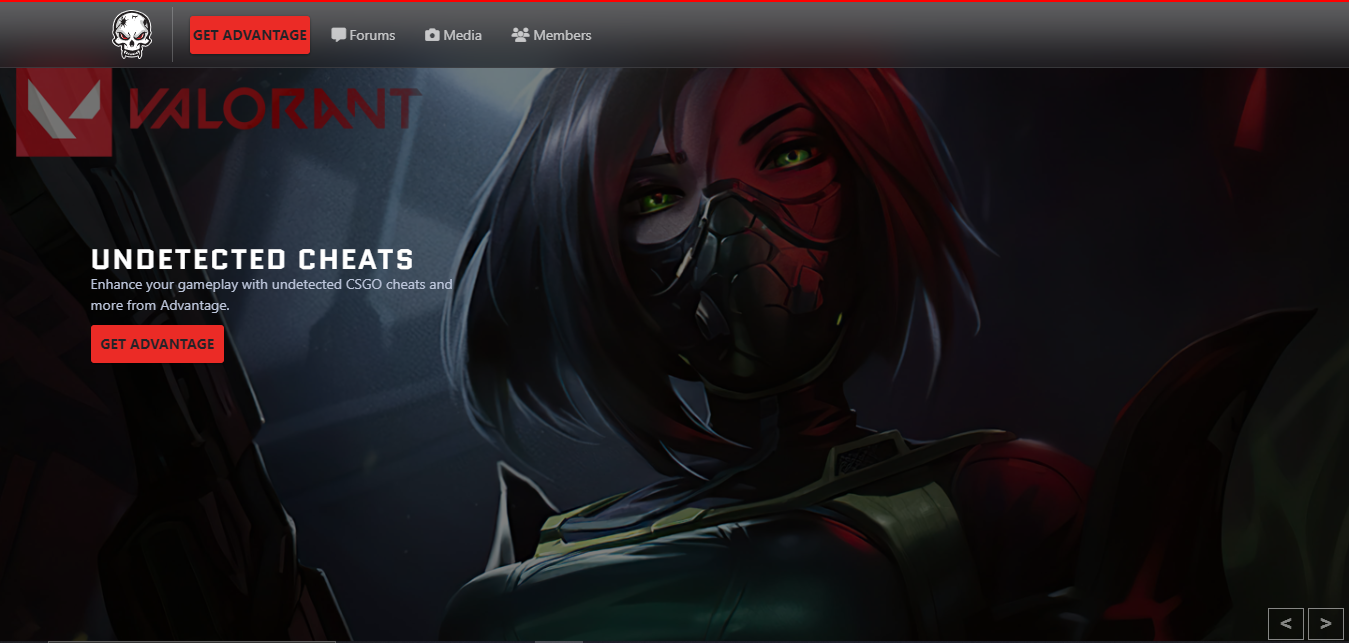 GET ADVANTAGE Forums Media Members
VALORANT
UNDETECTED CHEATS
Enhance your gameplay with undetected CSGO cheats and
more from Advantage.
GET ADVANTAGE
< >